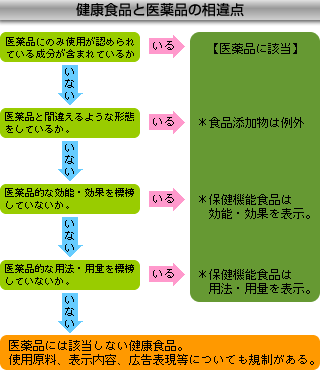 健康食品と医薬品の相違点
医薬品にのみ使用が認められ
ている成分が含まれているか
いる
【医薬品に該当】
いない
医薬品と間違えるような形態
をしているか。
いる
＊食品添加物は例外
いない
医薬品的な効能・効果を標榜
していないか。
いる
＊保健機能食品は
効能・効果を表示。
いない
医薬品的な用法・用量を標榜
していないか。
いる
＊保健機能食品は
用法・用量を表示。
いない
医薬品には該当しない健康食品。
使用原料、表示内容、広告表現等についても規制がある。